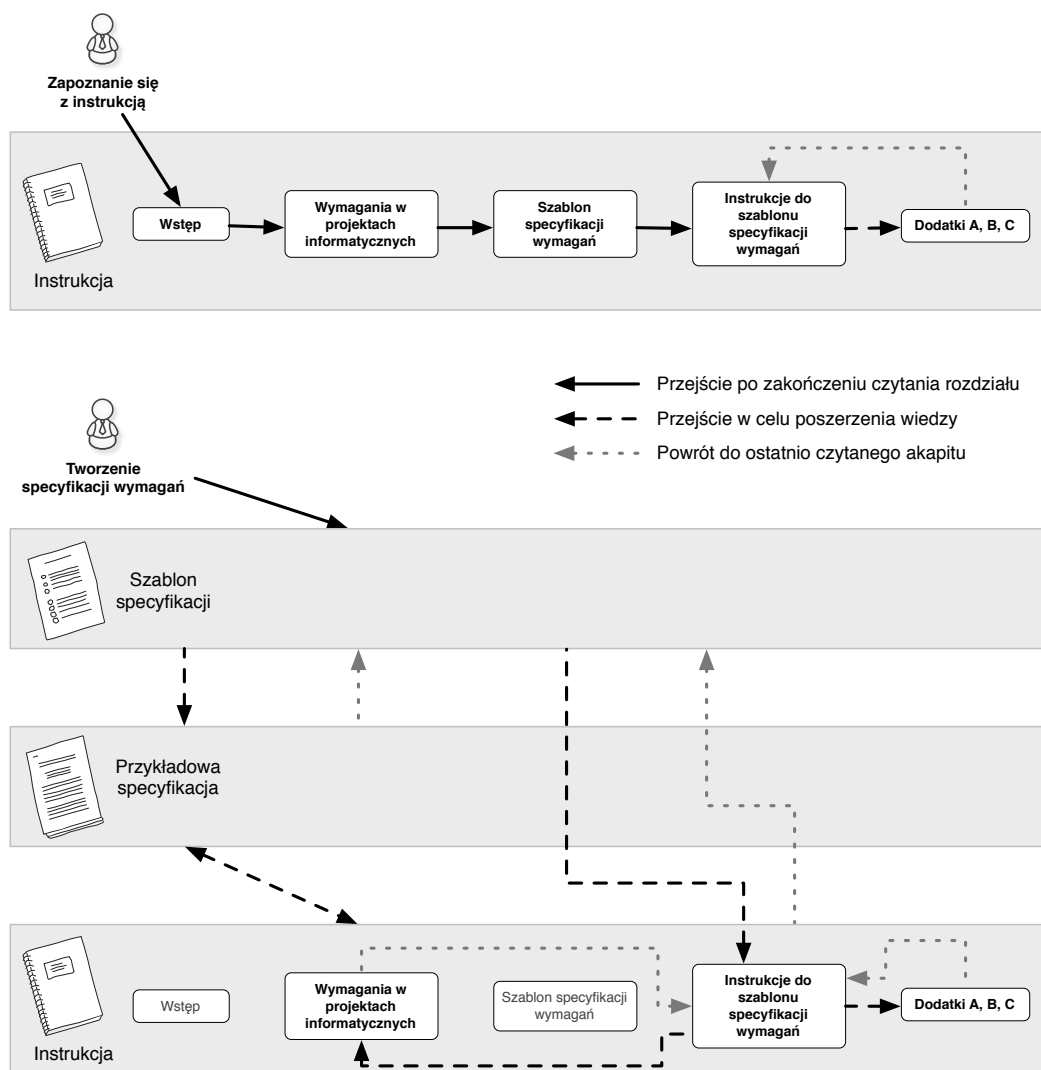 Zapoznanie się
z instrukcją
Instrukcja
Wstęp
Wymagania w
projektach
informatycznych
Szablon
specyfikacji
wymagań
Instrukcje do
szablonu
specyfikacji
wymagań
Dodatki A, B, C
Przejście po zakończeniu czytania rozdziału
Przejście w celu poszerzenia wiedzy
Powrót do ostatnio czytanego akapitu
Tworzenie
specyfikacji wymagań
Szablon
specyfikacji
Przykładowa
specyfikacja
Instrukcja
Wstęp
Wymagania w
projektach
informatycznych
Szablon specyfikacji
wymagań
Instrukcje do
szablonu
specyfikacji
wymagań
Dodatki A, B, C